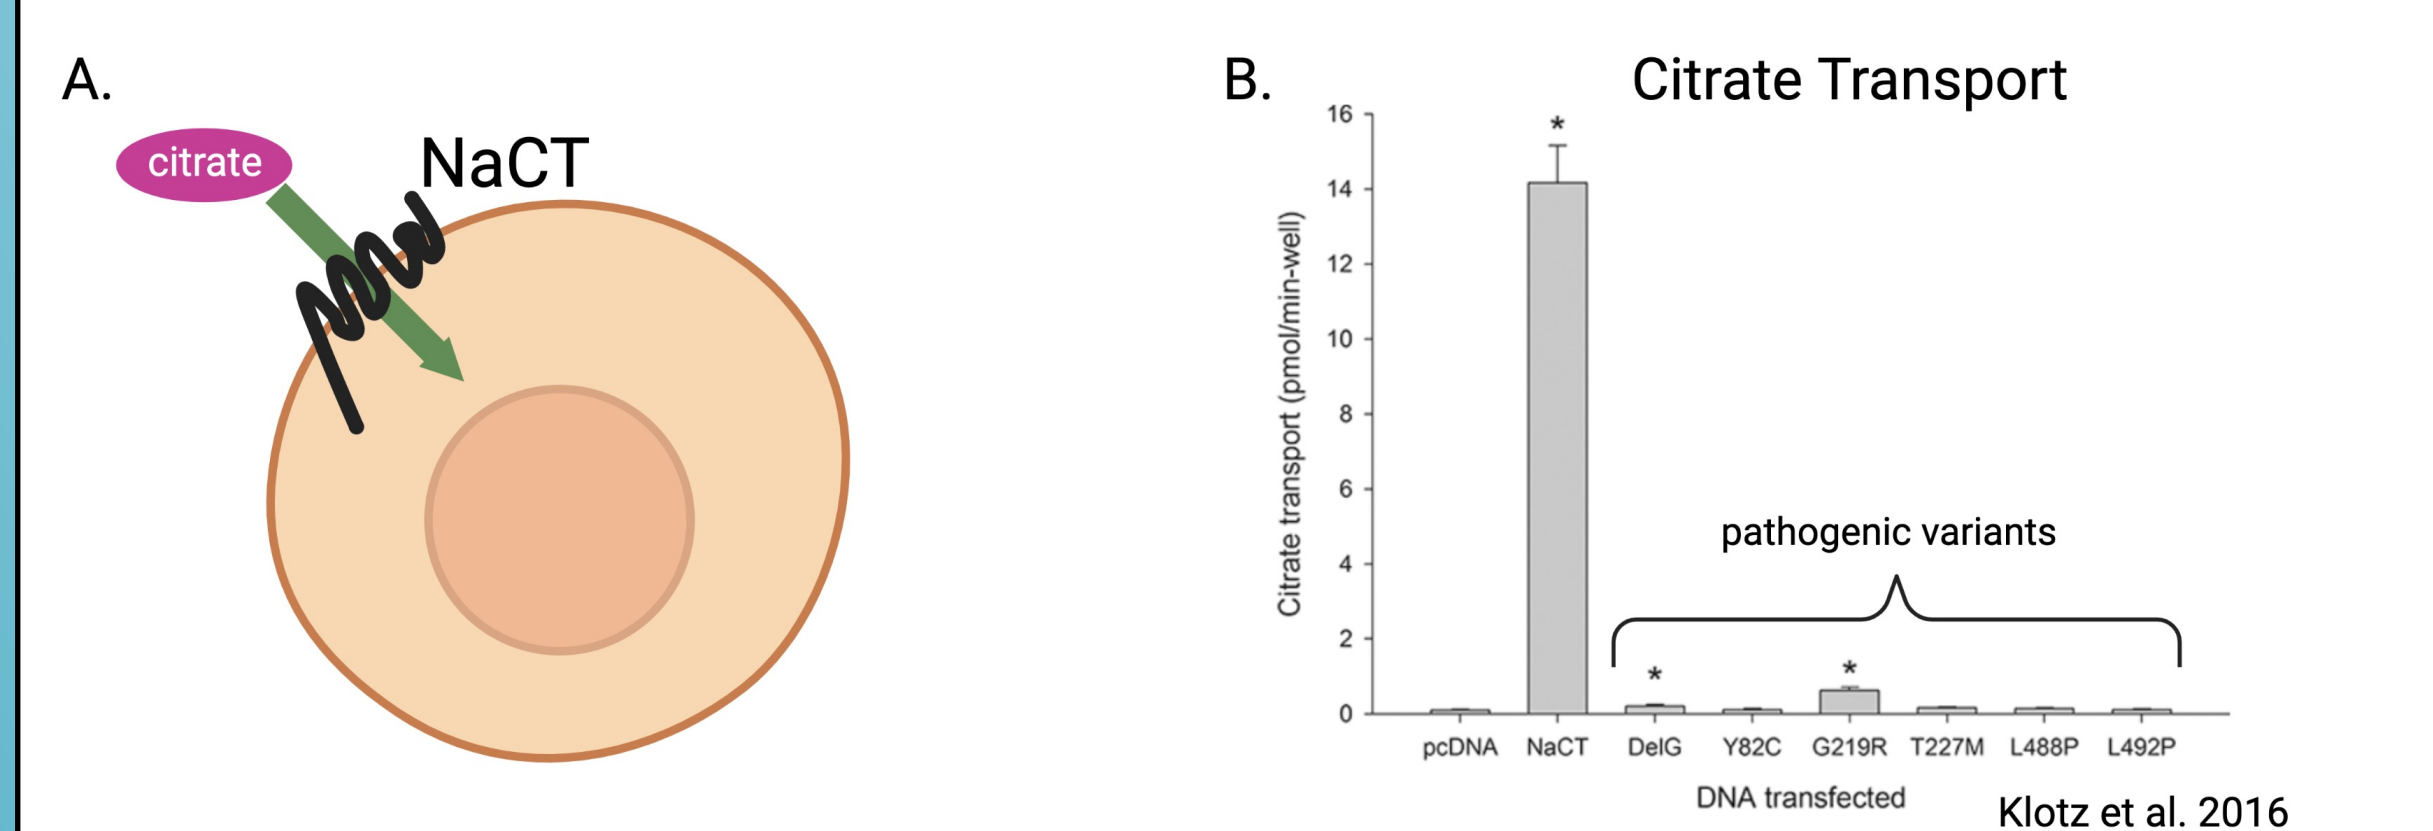 A.
citrate
NaCT
B.
Citrate Transport
Citrate transport (pmol/min-well)
16
14
12
10
8
6
4
2
0
*
*
*
pathogenic variants
pcDNA NaCT DelG Y82C G219R T227M L488P L492P
DNA transfected
Klotz et al. 2016